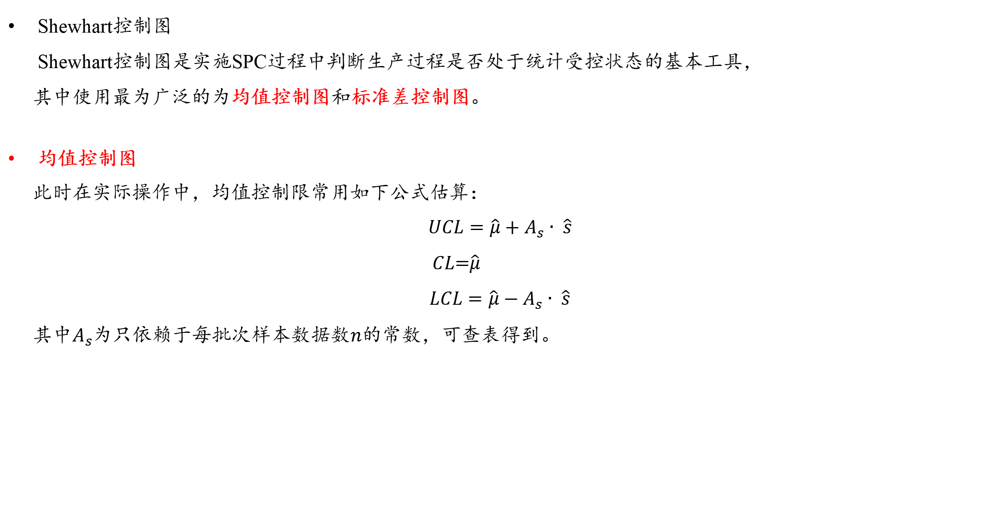 • Shewhart控制图
Shewhart控制图是实施SPC过程中判断生产过程是否处于统计受控状态的基本工具，
其中使用最为广泛的为均值控制图和标准差控制图。
• 均值控制图
此时在实际操作中，均值控制限常用如下公式估算：
$UCL = \hat{\mu} + A_s \cdot \hat{s}$
$CL = \hat{\mu}$
$LCL = \hat{\mu} - A_s \cdot \hat{s}$
其中$A_s$为只依赖于每批次样本数据数$n$的常数，可查表得到。